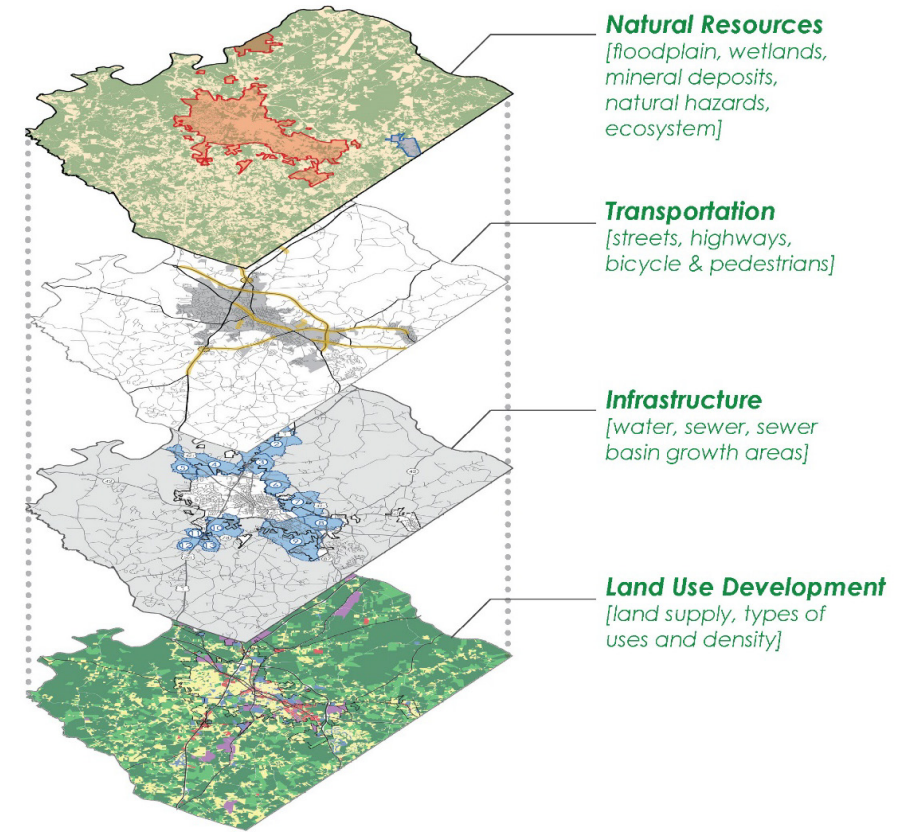 Natural Resources
[floodplain, wetlands,
mineral deposits,
natural hazards,
ecosystem]
Transportation
[streets, highways,
bicycle & pedestrians]
Infrastructure
[water, sewer, sewer
basin growth areas]
Land Use Development
[land supply, types of
uses and density]